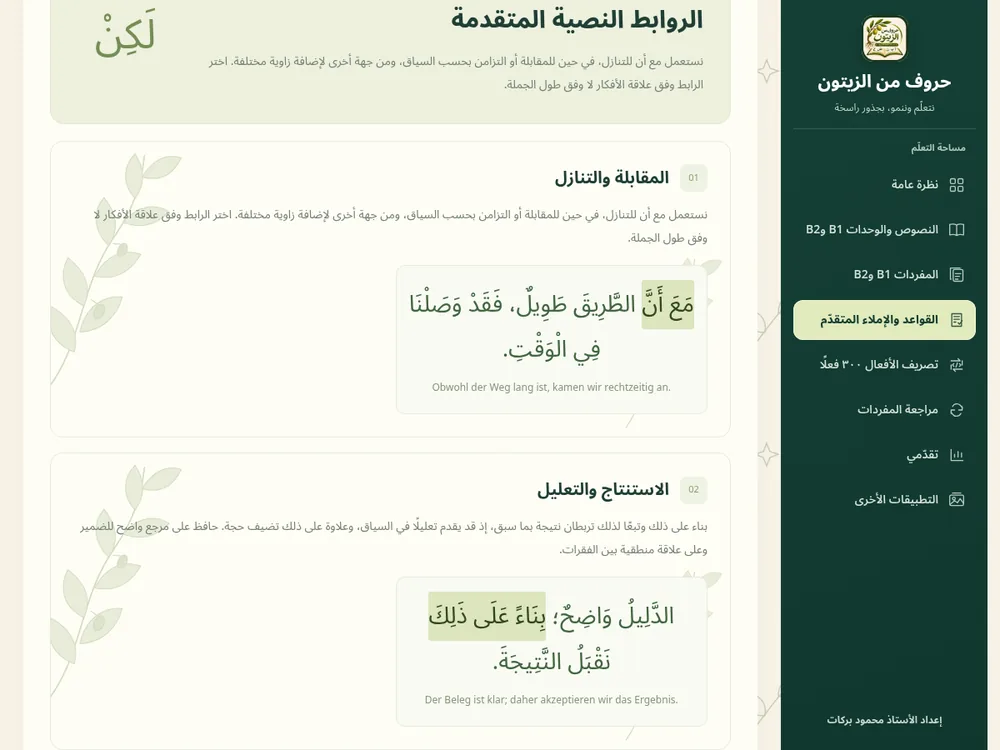 حروف من الزيتون
نتعلّم وننمو، بجذور راسخة
مساحة التعلّم
نظرة عامة
النصوص والوحدات B1 وB2
المفردات B1 وB2
القواعد والإملاء المتقدّم
تصريف الأفعال ٣٠٠ فعلًا
مراجعة المفردات
تقدّمي
التطبيقات الأخرى
إعداد الأستاذ محمود بركات
الروابط النصية المتقدمة
لَكِنْ
نستعمل مع أن للتنازل، في حين للمقابلة أو التزامن بحسب السياق، ومن جهة أخرى لإضافة زاوية مختلفة. اختر
الرابط وفق علاقة الأفكار لا وفق طول الجملة.
01
المقابلة والتنازل
نستعمل مع أن للتنازل، في حين للمقابلة أو التزامن بحسب السياق، ومن جهة أخرى لإضافة زاوية مختلفة. اختر الرابط وفق علاقة الأفكار لا
وفق طول الجملة.
مَعَ أَنَّ الطَّرِيقَ طَوِيلٌ، فَقَدْ وَصَلْنَا
فِي الْوَقْتِ.
Obwohl der Weg lang ist, kamen wir rechtzeitig an.
02
الاستنتاج والتعليل
بناء على ذلك وتبعًا لذلك تربطان نتيجة بما سبق، إذ قد يقدم تعليلًا في السياق، وعلاوة على ذلك تضيف حجة. حافظ على مرجع واضح للضمير
وعلى علاقة منطقية بين الفقرات.
الدَّلِيلُ وَاضِحٌ؛ بِنَاءً عَلَى ذَلِكَ
نَقْبَلُ النَّتِيجَةَ.
Der Beleg ist klar; daher akzeptieren wir das Ergebnis.